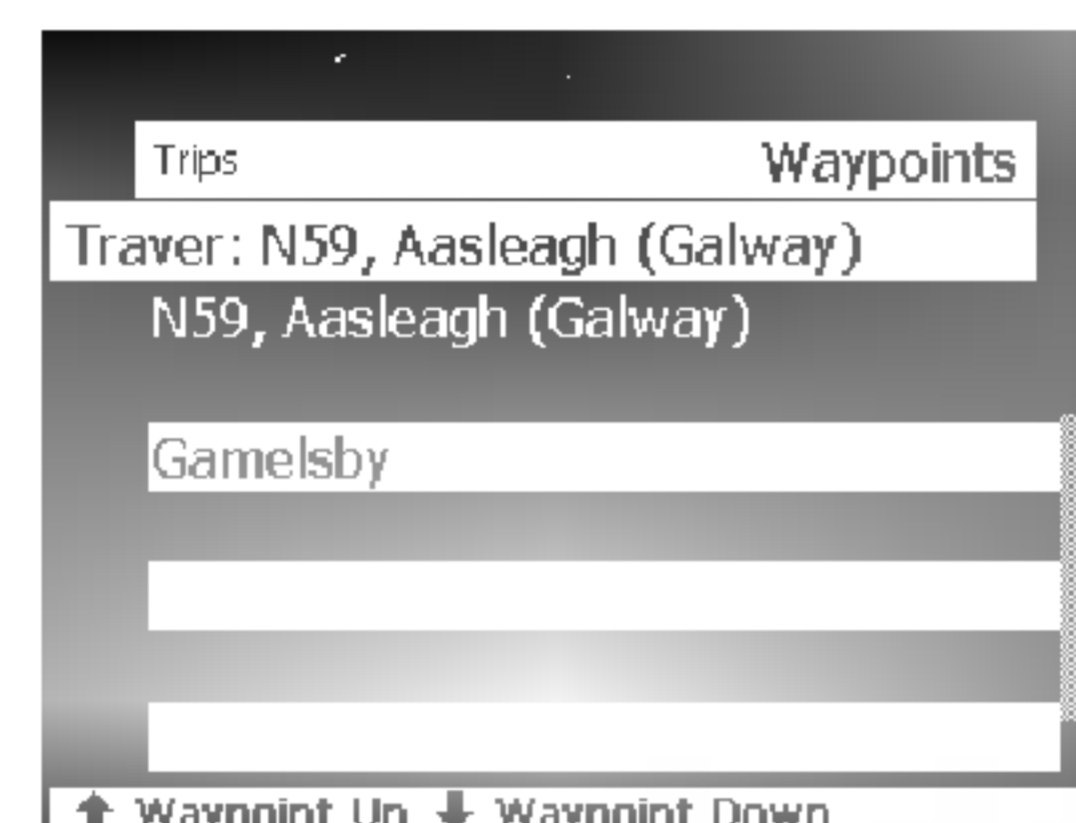 Trips Waypoints
Traver: N59, Aasleagh (Galway)
N59, Aasleagh (Galway)
Gamelsby
Waypoint Up Waypoint Down